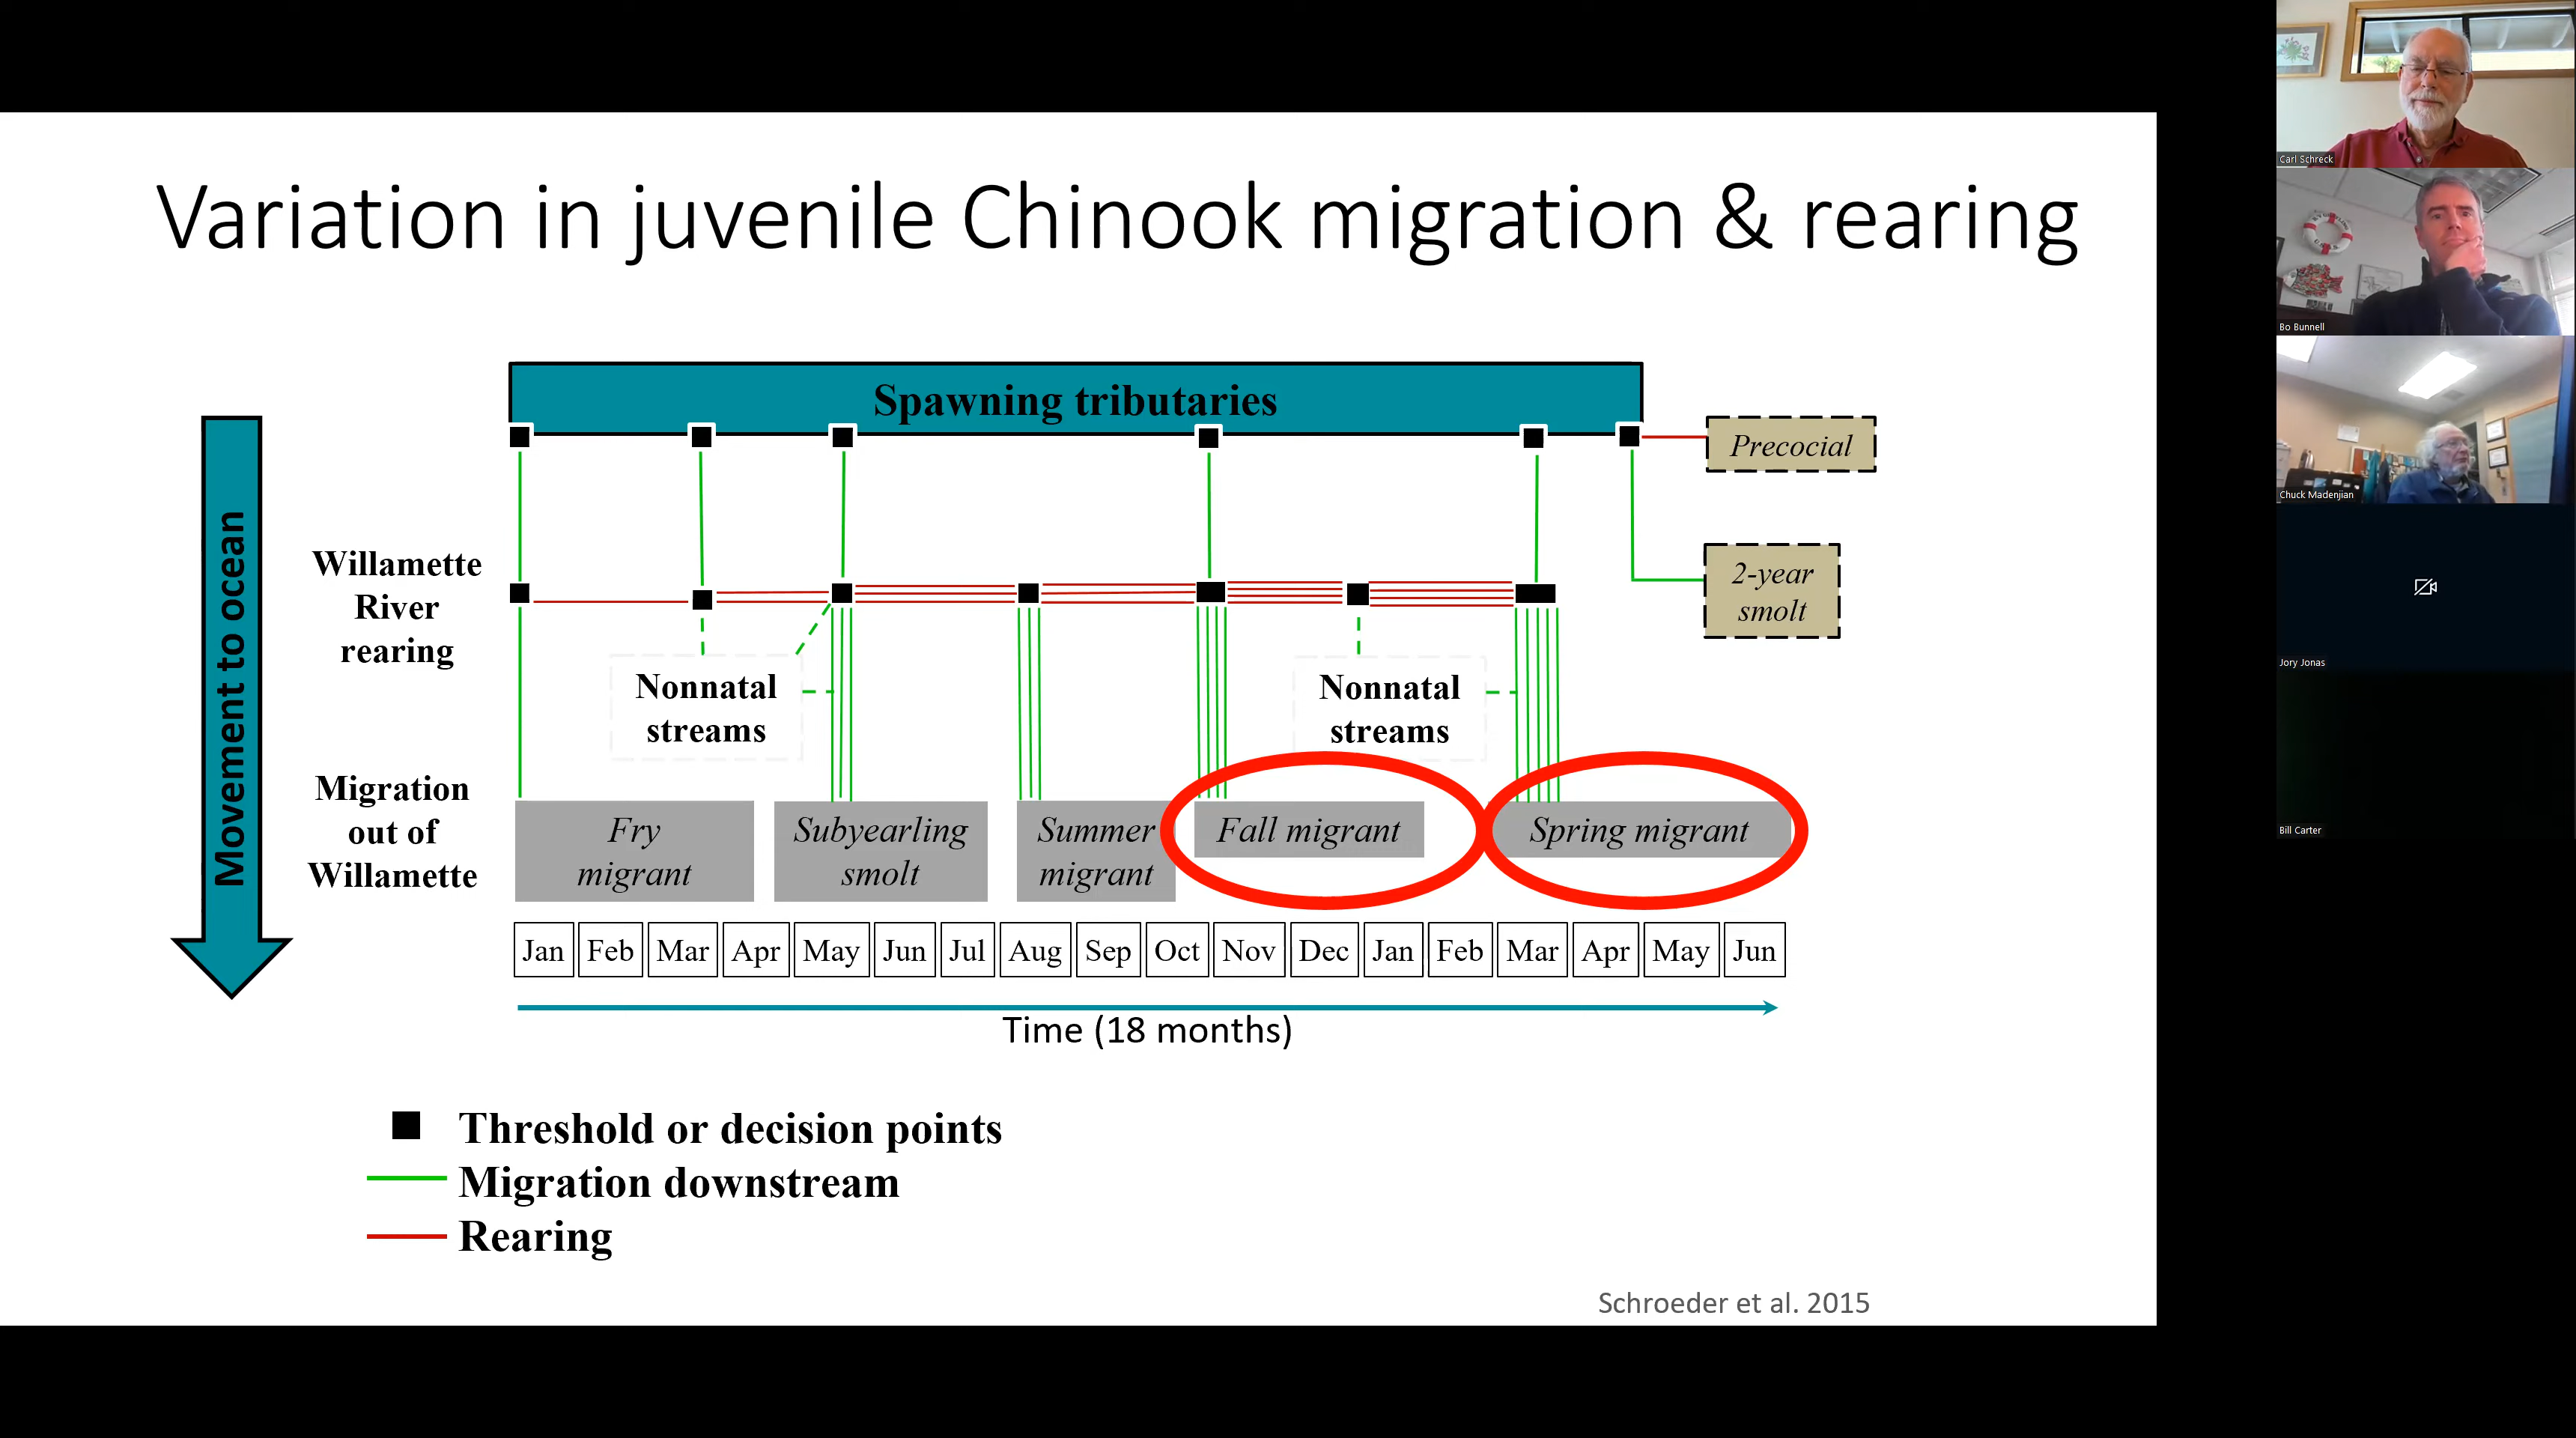 Variation in juvenile Chinook migration & rearing
Spawning tributaries
Precocial
2-year
smolt
Movement to ocean
Willamette
River
rearing
Nonnatal
streams
Nonnatal
streams
Migration
out of
Willamette
Fry
migrant
Subyearling
smolt
Summer
migrant
Fall migrant
Spring migrant
Jan Feb Mar Apr May Jun Jul Aug Sep Oct Nov Dec Jan Feb Mar Apr May Jun
Time (18 months)
Threshold or decision points
Migration downstream
Rearing
Schroeder et al. 2015
Carl Schreck
Bo Bunnell
Chuck Madenjian
Jory Jonas
Bill Carter